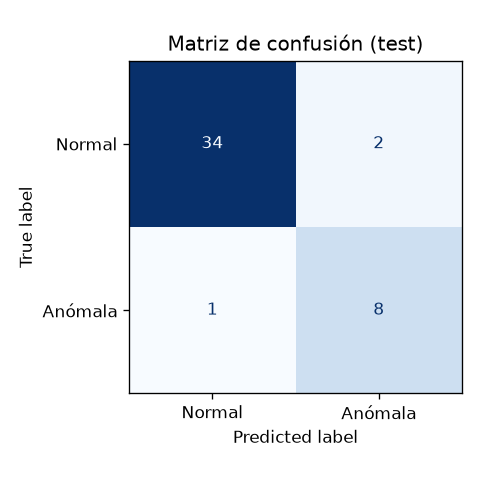 Matriz de confusión (test)
True label
Normal
34
2
Anómala
1
8
Normal
Anómala
Predicted label